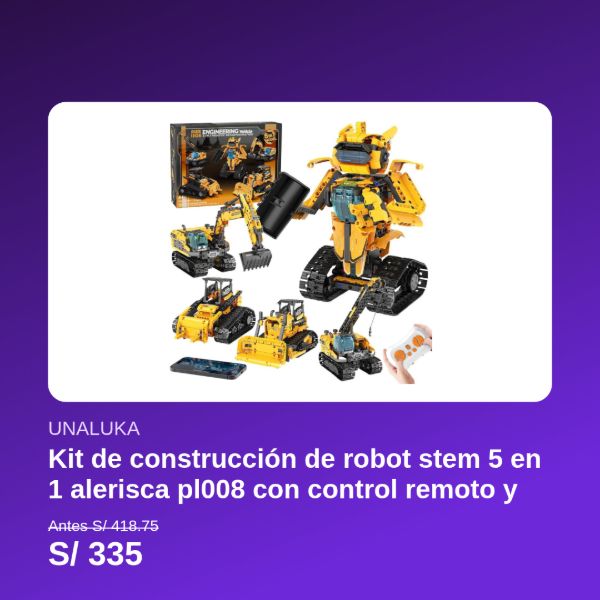 ENGINEERING
UNALUKA
Kit de construcción de robot stem 5 en
1 alerisca pl008 con control remoto y
Antes S/ 418.75
S/ 335